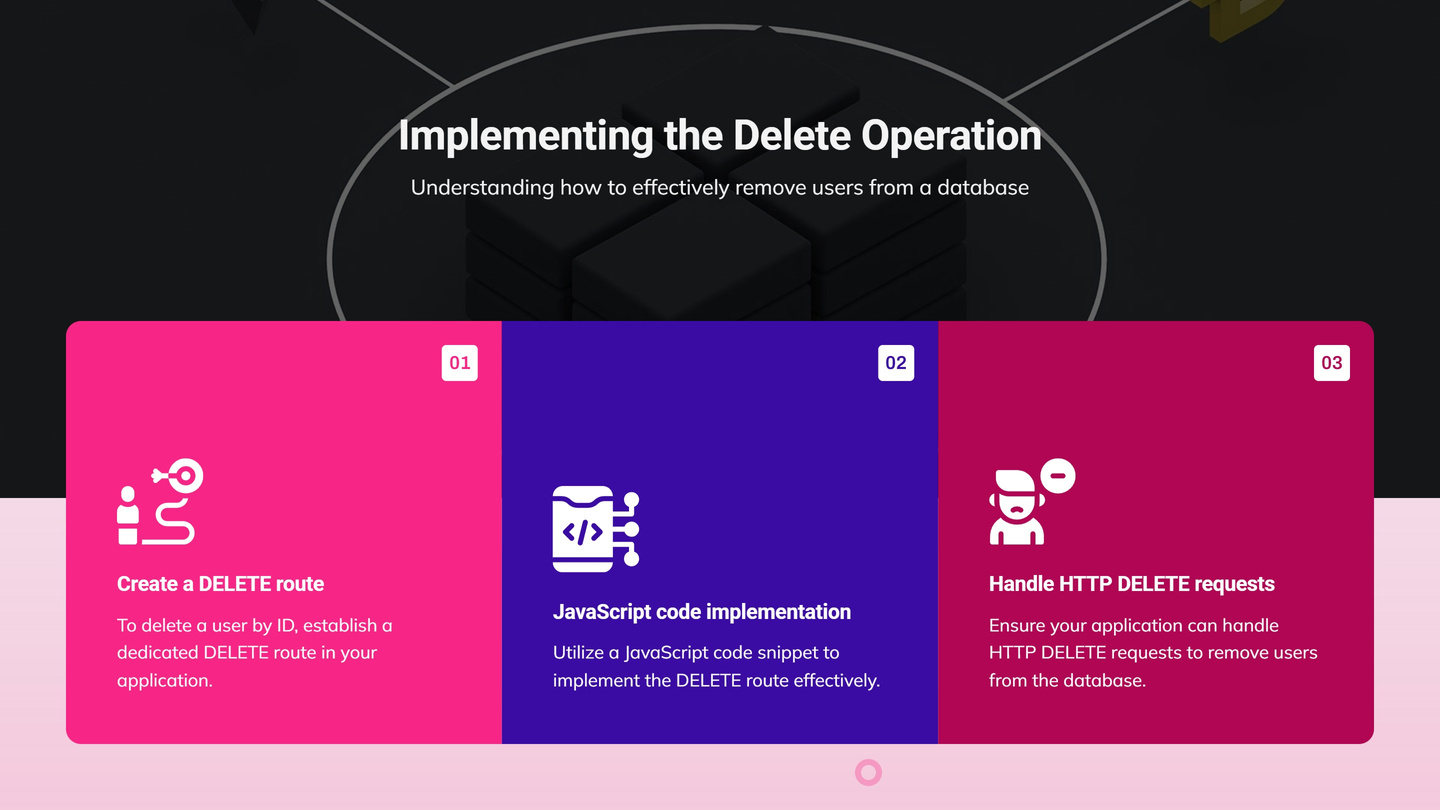 Implementing the Delete Operation
Understanding how to effectively remove users from a database
01
Create a DELETE route
To delete a user by ID, establish a
dedicated DELETE route in your
application.
02
</>
JavaScript code implementation
Utilize a JavaScript code snippet to
implement the DELETE route effectively.
03
Handle HTTP DELETE requests
Ensure your application can handle
HTTP DELETE requests to remove users
from the database.